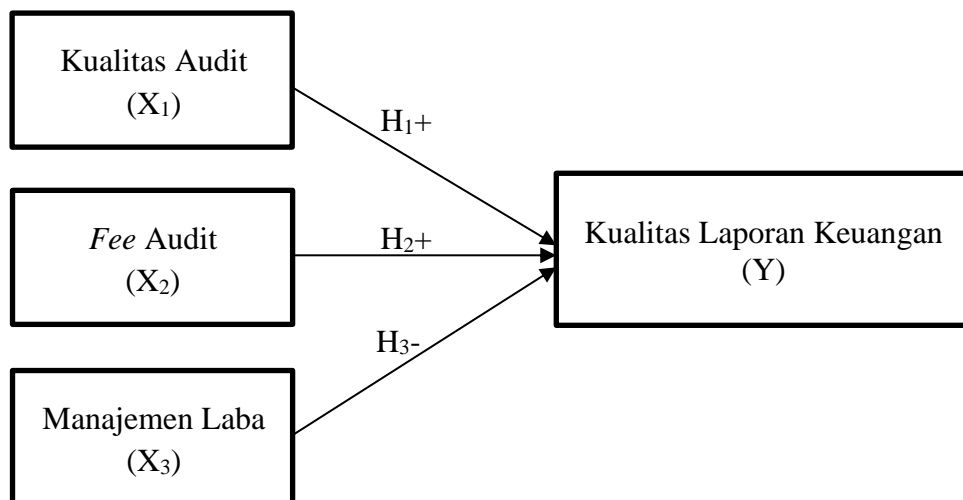 Kualitas Audit
(X₁)
H₁+
Fee Audit
(X₂)
H₂+
Kualitas Laporan Keuangan
(Y)
H₃-
Manajemen Laba
(X₃)